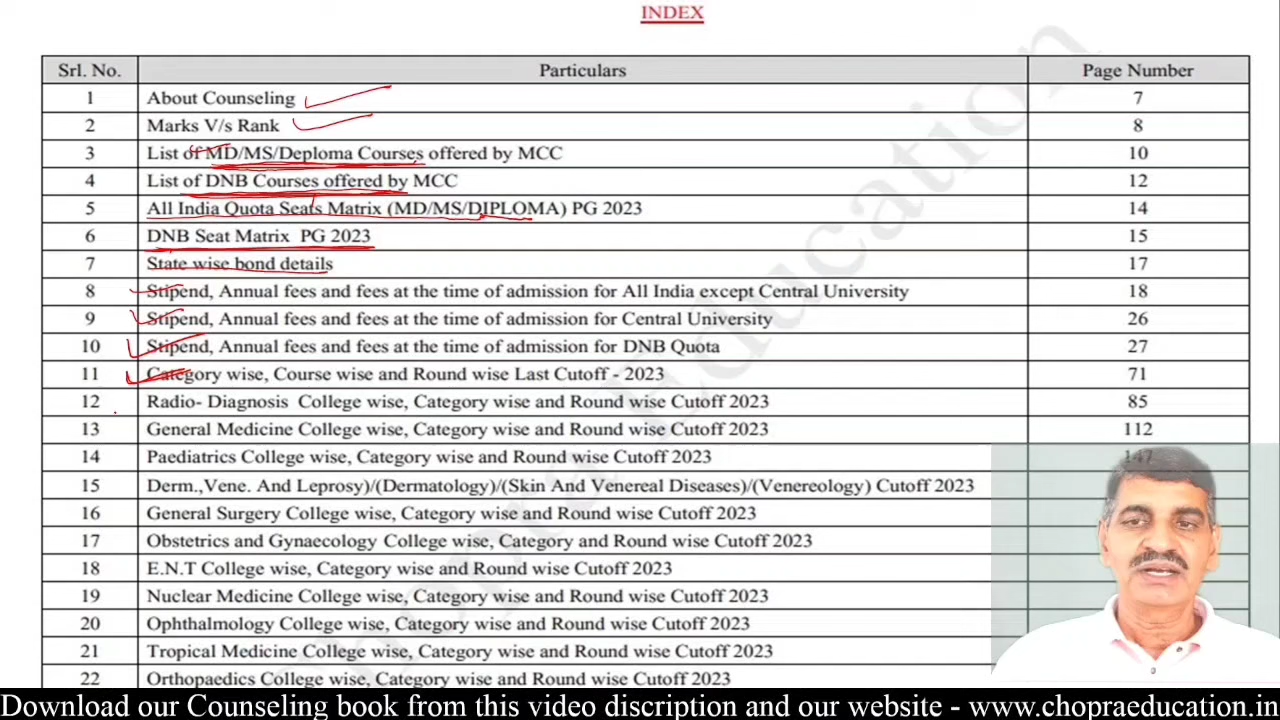 INDEX
Srl. No. Particulars Page Number
1 About Counseling 7
2 Marks V/s Rank 8
3 List of MD/MS/Deploma Courses offered by MCC 10
4 List of DNB Courses offered by MCC 12
5 All India Quota Seats Matrix (MD/MS/DIPLOMA) PG 2023 14
6 DNB Seat Matrix PG 2023 15
7 State wise bond details 17
8 Stipend, Annual fees and fees at the time of admission for All India except Central University 18
9 Stipend, Annual fees and fees at the time of admission for Central University 26
10 Stipend, Annual fees and fees at the time of admission for DNB Quota 27
11 Category wise, Course wise and Round wise Last Cutoff - 2023 71
12 Radio- Diagnosis College wise, Category wise and Round wise Cutoff 2023 85
13 General Medicine College wise, Category wise and Round wise Cutoff 2023 112
14 Paediatrics College wise, Category wise and Round wise Cutoff 2023 147
15 Derm.,Vene. And Leprosy)/(Dermatology)/(Skin And Venereal Diseases)/(Venereology) Cutoff 2023
16 General Surgery College wise, Category wise and Round wise Cutoff 2023
17 Obstetrics and Gynaecology College wise, Category and Round wise Cutoff 2023
18 E.N.T College wise, Category wise and Round wise Cutoff 2023
19 Nuclear Medicine College wise, Category wise and Round wise Cutoff 2023
20 Ophthalmology College wise, Category wise and Round wise Cutoff 2023
21 Tropical Medicine College wise, Category wise and Round wise Cutoff 2023
22 Orthopaedics College wise, Category wise and Round wise Cutoff 2023
Chopra Education
Download our Counseling book from this video discription and our website - www.chopraeducation.in